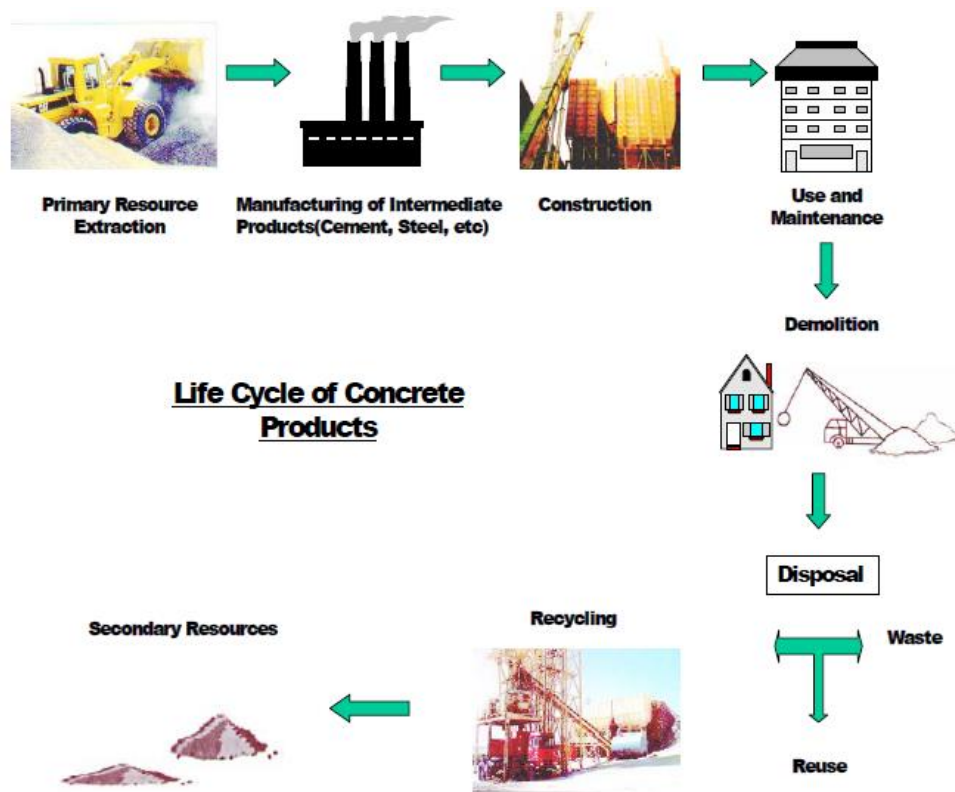 Primary Resource
Extraction
Manufacturing of Intermediate
Products(Cement, Steel, etc)
Construction
Use and
Maintenance
Demolition
Life Cycle of Concrete
Products
Disposal
Waste
Recycling
Secondary Resources
Reuse